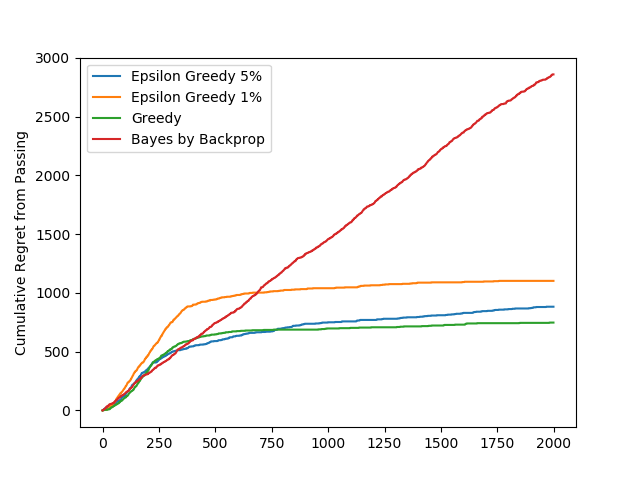 Epsilon Greedy 5%
Epsilon Greedy 1%
Greedy
Bayes by Backprop
Cumulative Regret from Passing
3000
2500
2000
1500
1000
500
0
0 250 500 750 1000 1250 1500 1750 2000